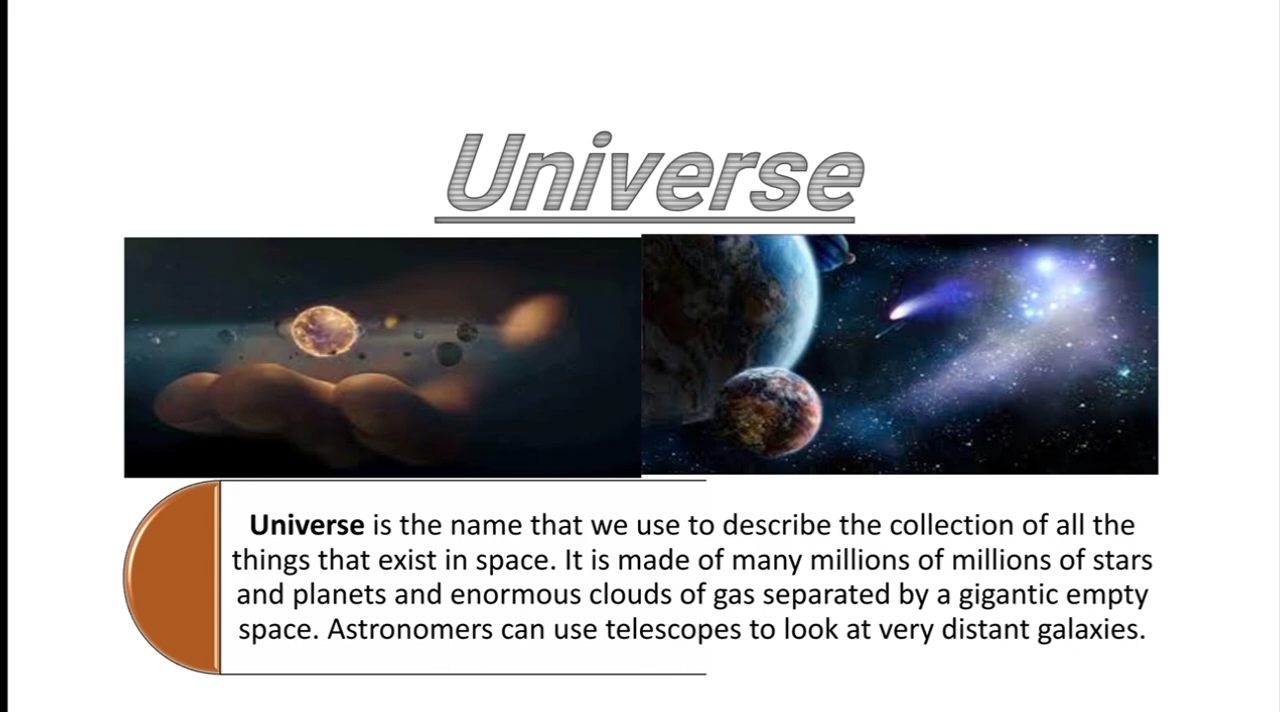 Universe
Universe is the name that we use to describe the collection of all the
things that exist in space. It is made of many millions of millions of stars
and planets and enormous clouds of gas separated by a gigantic empty
space. Astronomers can use telescopes to look at very distant galaxies.